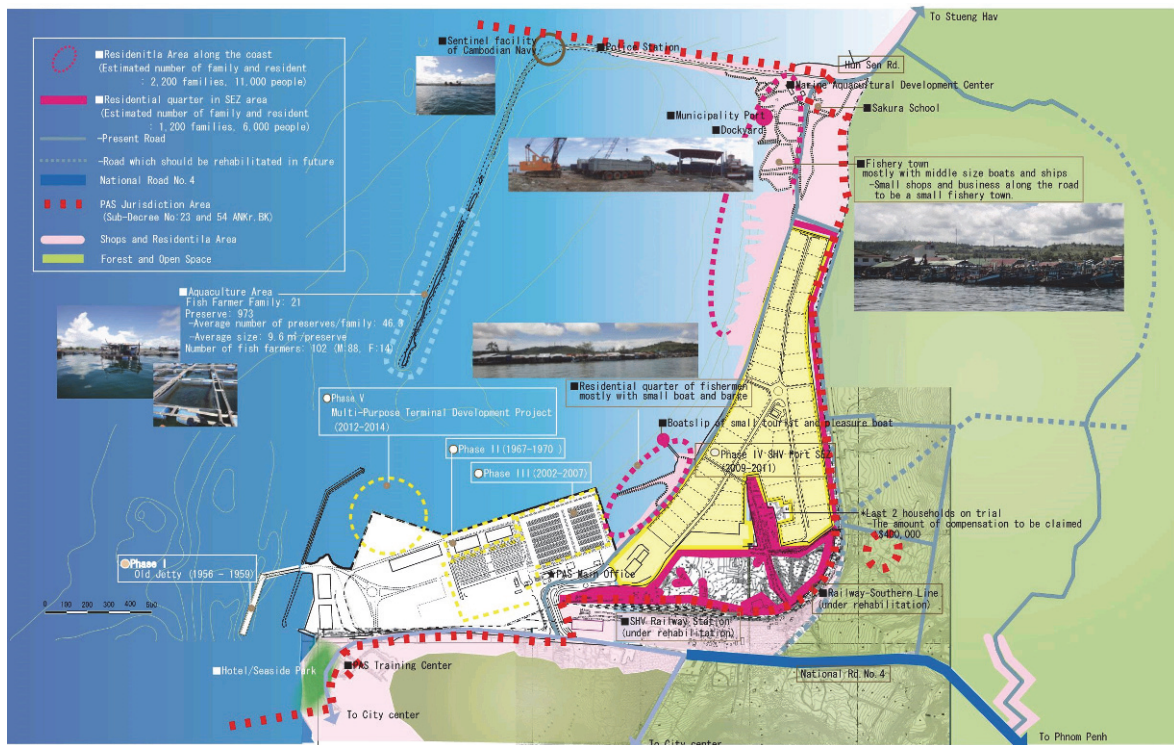 ■Residenitla Area along the coast
(Estimated number of family and resident
: 2,200 families, 11,000 people)
■Residential quarter in SEZ area
(Estimated number of family and resident
: 1,200 families, 6,000 people)
-Present Road
-Road which should be rehabilitated in future
National Road No.4
PAS Jurisdiction Area
(Sub-Decree No:23 and 54 ANKr.BK)
Shops and Residentila Area
Forest and Open Space
To Stueng Hav
■Sentinel facility
of Cambodian Navy
■Police Station
Hun Sen Rd.
■Marine Aquacultural Development Center
■Sakura School
■Municipality Port
■Dockyard
■Fishery town
mostly with middle size boats and ships
-Small shops and business along the road
to be a small fishery town.
■Aquaculture Area
Fish Farmer Family: 21
Preserve: 973
-Average number of preserves/family: 46.3
-Average size: 9.6 ㎡/preserve
Number of fish farmers: 102 (M:88, F:14)
■Residential quarter of fishermen
mostly with small boat and barge
○Phase V
Multi-Purpose Terminal Development Project
(2012-2014)
■Boatslip of small tourist and pleasure boat
○Phase II(1967-1970 )
○Phase IV SHV Port SEZ
(2009-2011)
○Phase III(2002-2007)
*Last 2 households on trial
-The amount of compensation to be claimed
$400,000
○Phase I
Old Jetty (1956 - 1959)
★PAS Main Office
■Railway-Southern Line
(under rehabilitation)
0 100 200 300 400 500
■SHV Railway Station
(under rehabilitation)
■Hotel/Seaside Park
■PAS Training Center
National Rd.No.4
To City center
To City center
To Phnom Penh